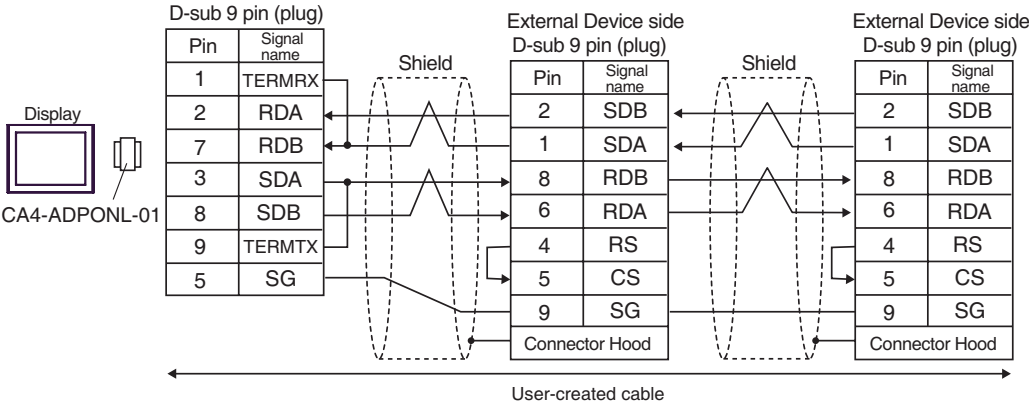 D-sub 9 pin (plug)
Pin Signal name
1 TERMRX
2 RDA
7 RDB
3 SDA
8 SDB
9 TERMTX
5 SG
Display
CA4-ADPONL-01
Shield
External Device side
D-sub 9 pin (plug)
Pin Signal name
2 SDB
1 SDA
8 RDB
6 RDA
4 RS
5 CS
9 SG
Connector Hood
Shield
External Device side
D-sub 9 pin (plug)
Pin Signal name
2 SDB
1 SDA
8 RDB
6 RDA
4 RS
5 CS
9 SG
Connector Hood
User-created cable